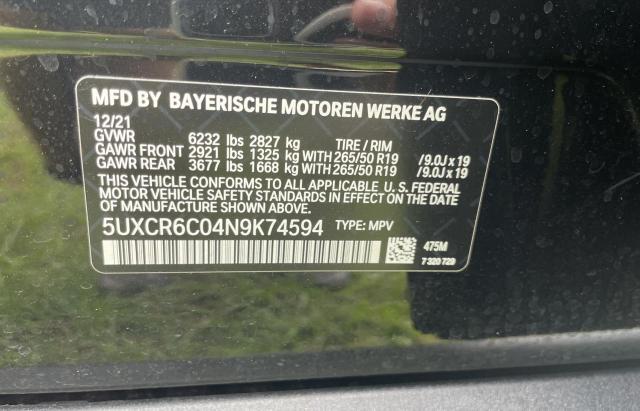 MFD BY BAYERISCHE MOTOREN WERKE AG
12/21
GVWR 6232 lbs 2827 kg TIRE / RIM
GAWR FRONT 2921 lbs 1325 kg WITH 265/50 R19 /9.0J x 19
GAWR REAR 3677 lbs 1668 kg WITH 265/50 R19 /9.0J x 19
THIS VEHICLE CONFORMS TO ALL APPLICABLE U. S. FEDERAL
MOTOR VEHICLE SAFETY STANDARDS IN EFFECT ON THE DATE
OF MANUFACTURE SHOWN ABOVE.
5UXCR6C04N9K74594 TYPE: MPV
475M
7 320 729